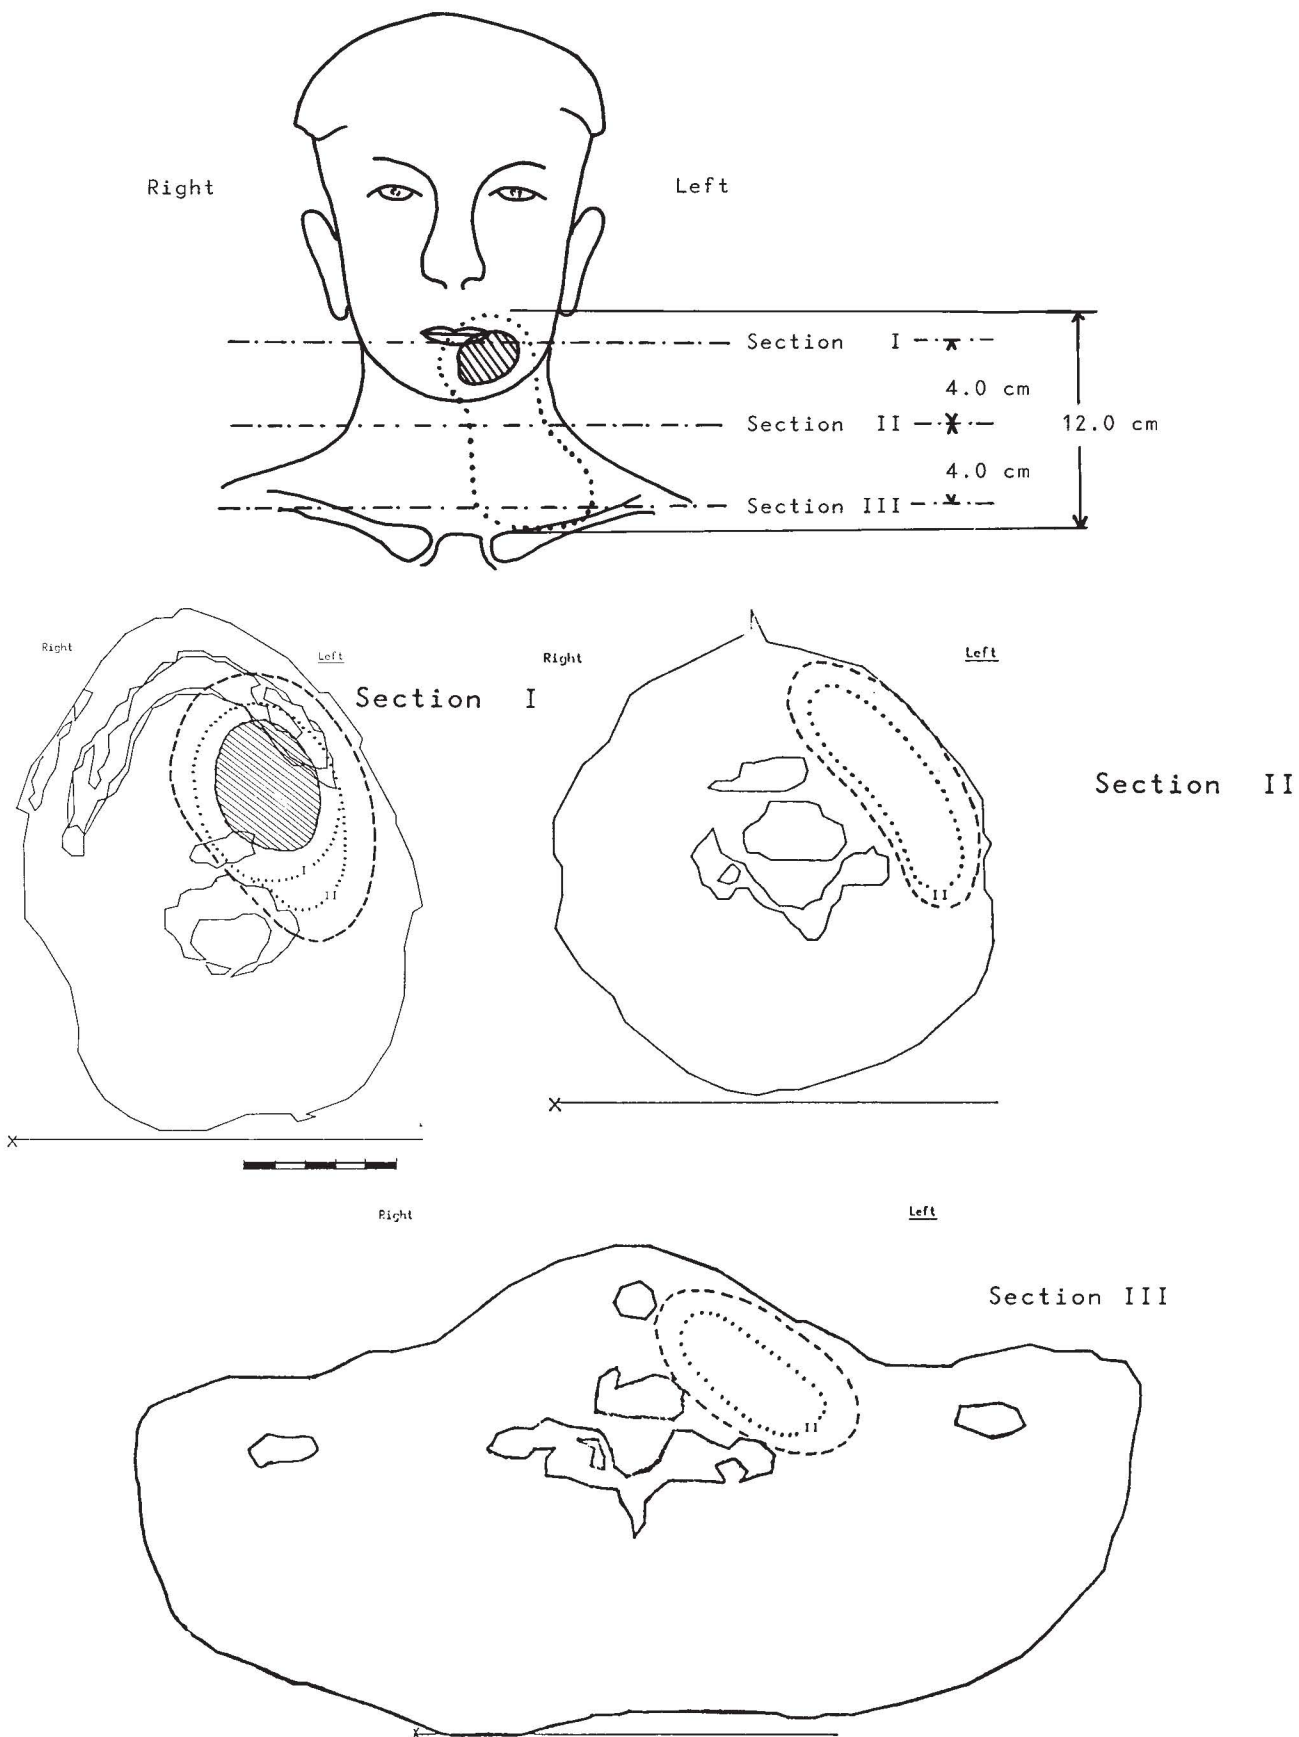 Right Left
Section I
4.0 cm
Section II 12.0 cm
4.0 cm
Section III
Right Left
Section I
I
II
Right Left
Section II
II
Right Left
Section III
II